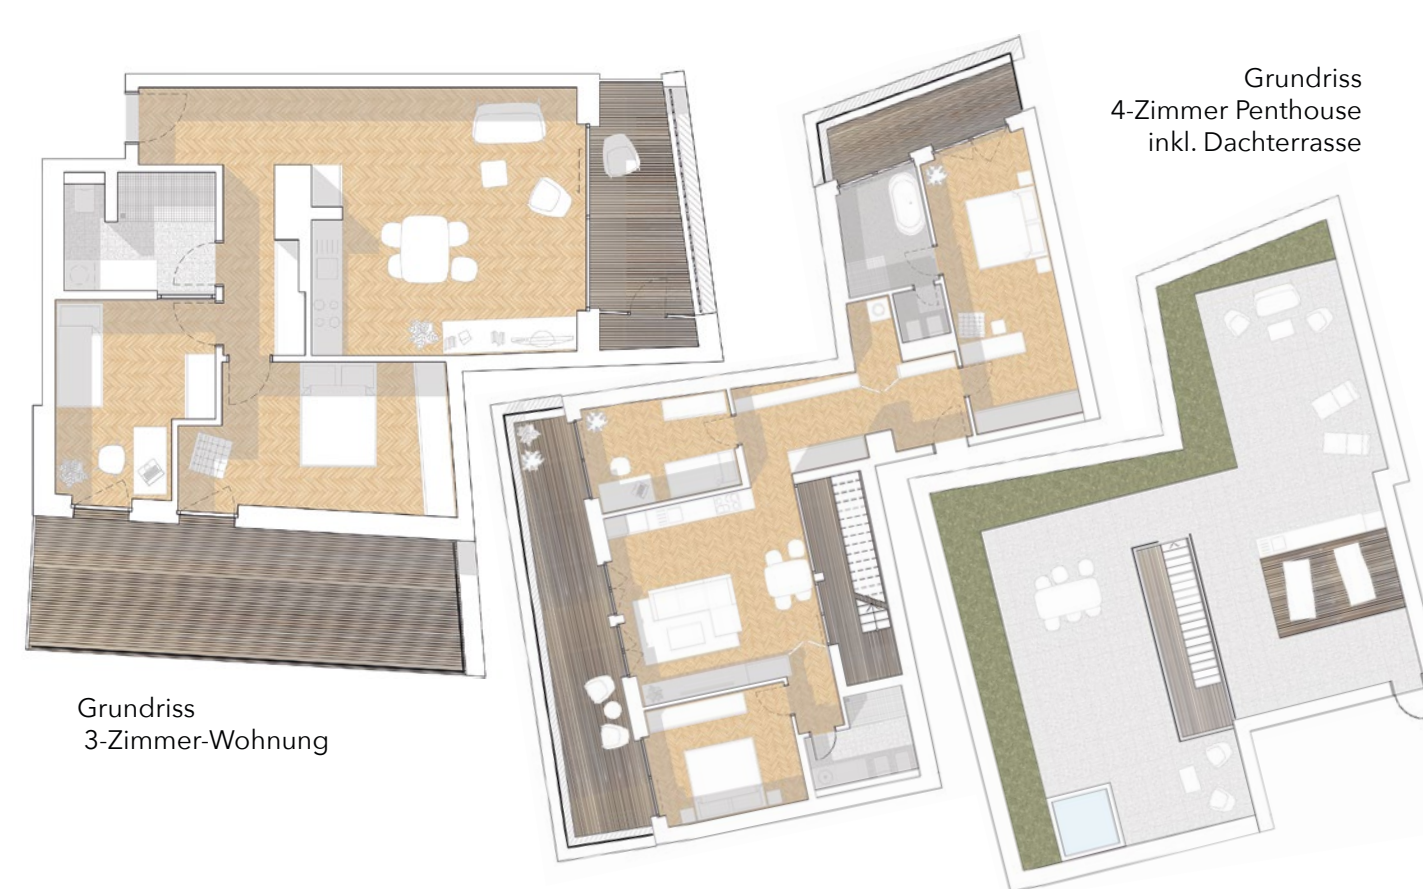 Grundriss
4-Zimmer Penthouse
inkl. Dachterrasse
Grundriss
3-Zimmer-Wohnung